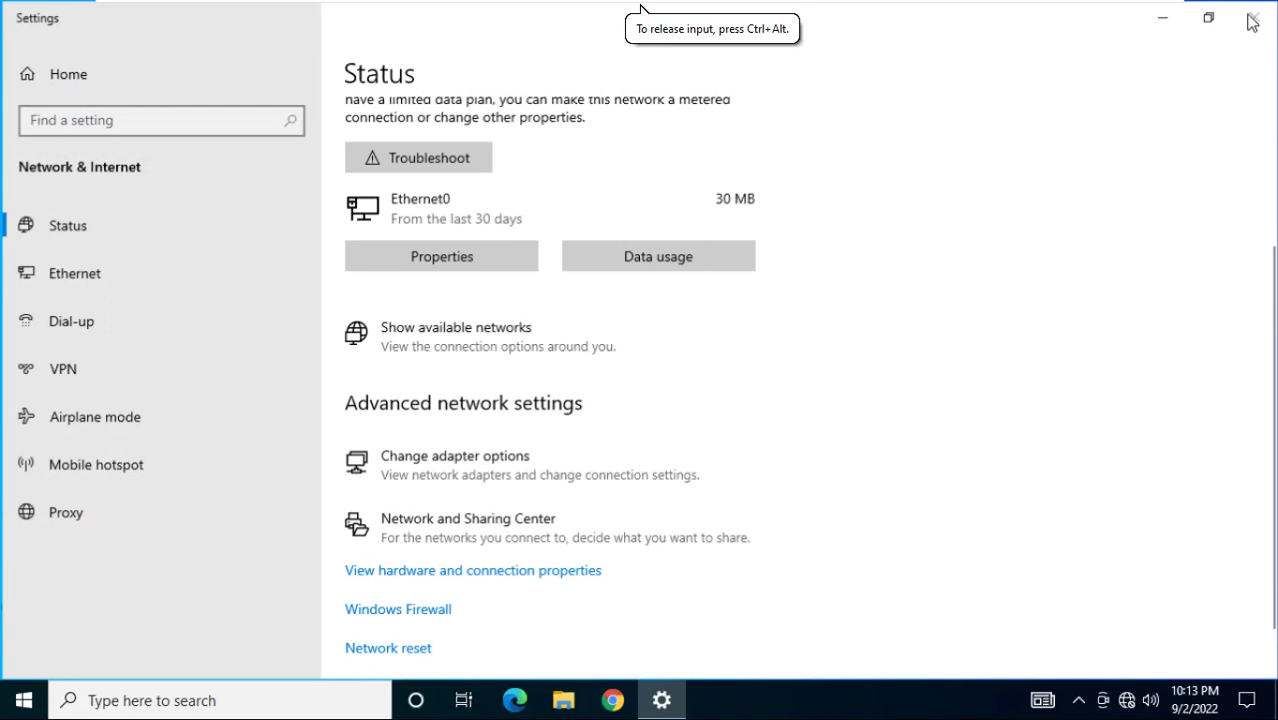 Settings
To release input, press Ctrl+Alt.
Home
Find a setting
Network & Internet
Status
Ethernet
Dial-up
VPN
Airplane mode
Mobile hotspot
Proxy
Status
have a limited data plan, you can make this network a metered
connection or change other properties.
Troubleshoot
Ethernet0 30 MB
From the last 30 days
Properties Data usage
Show available networks
View the connection options around you.
Advanced network settings
Change adapter options
View network adapters and change connection settings.
Network and Sharing Center
For the networks you connect to, decide what you want to share.
View hardware and connection properties
Windows Firewall
Network reset
Type here to search
10:13 PM
9/2/2022